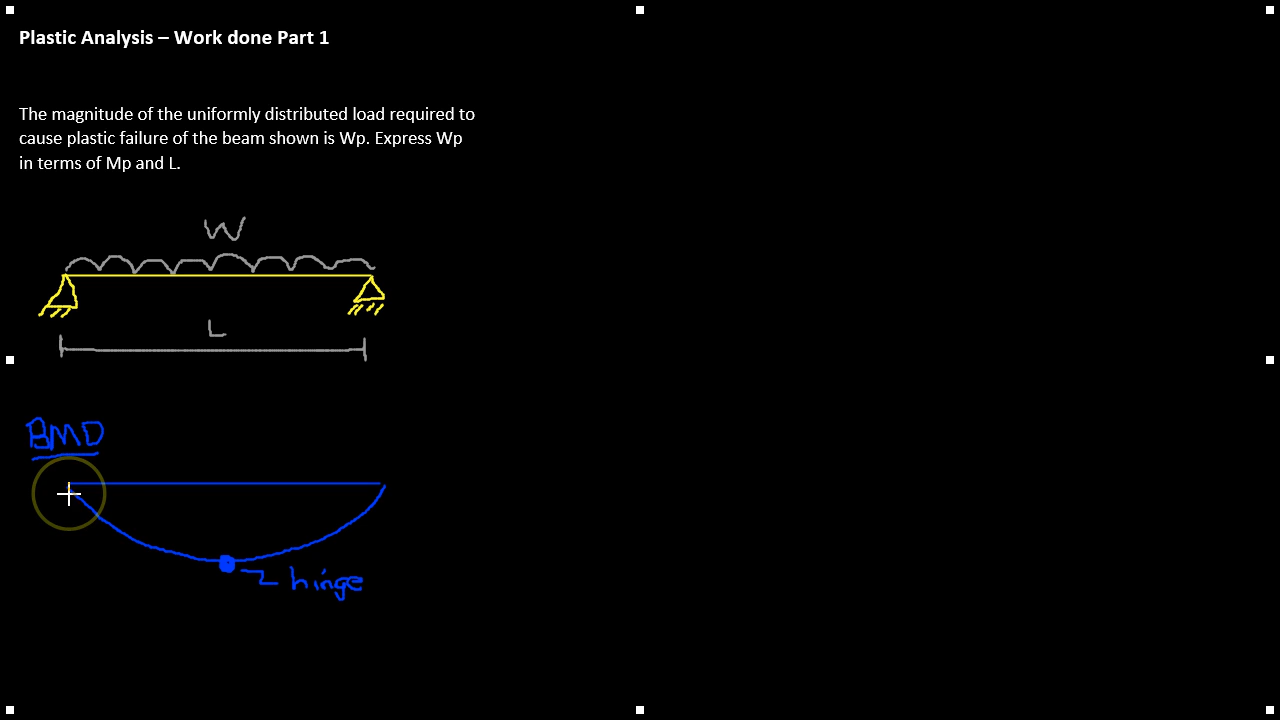 Plastic Analysis – Work done Part 1
The magnitude of the uniformly distributed load required to
cause plastic failure of the beam shown is Wp. Express Wp
in terms of Mp and L.
W
L
BMD
hinge